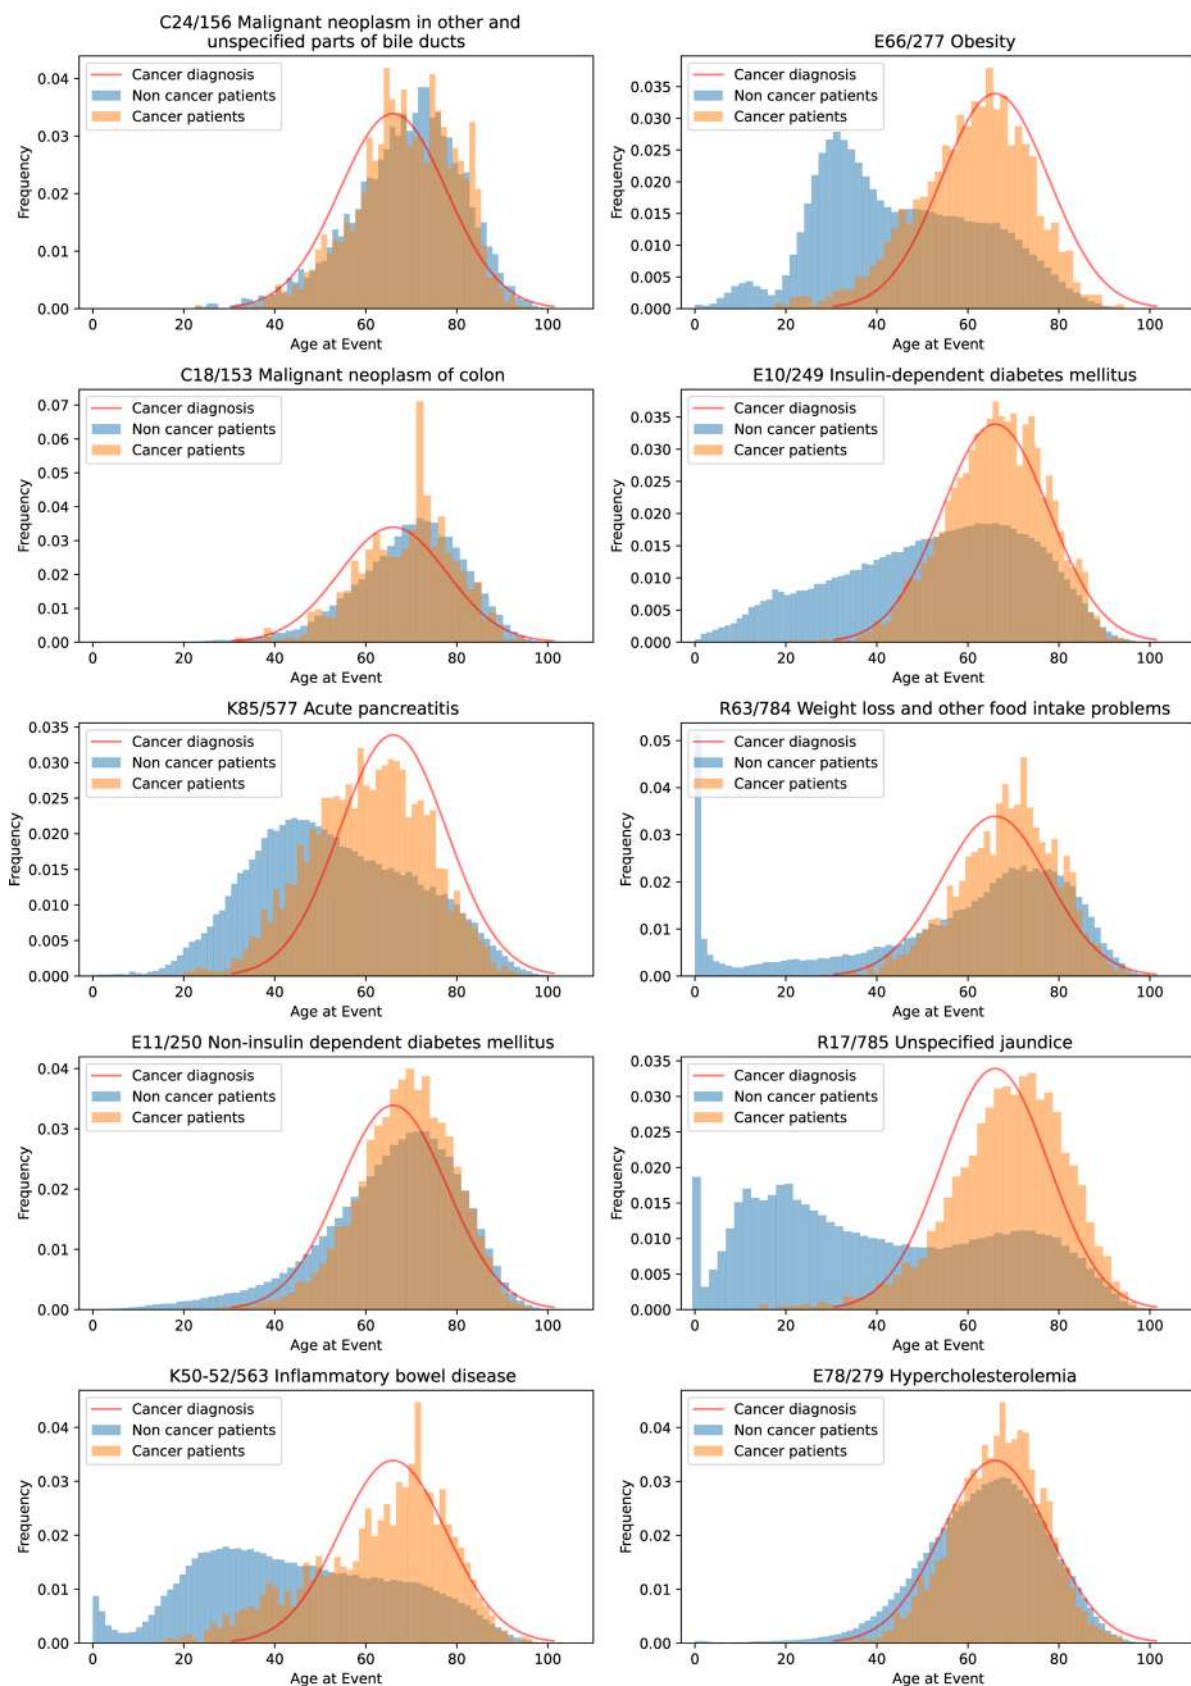 C24/156 Malignant neoplasm in other and
unspecified parts of bile ducts
Cancer diagnosis
Non cancer patients
Cancer patients
Frequency
0.04
0.03
0.02
0.01
0.00
0 20 40 60 80 100
Age at Event
E66/277 Obesity
Cancer diagnosis
Non cancer patients
Cancer patients
Frequency
0.035
0.030
0.025
0.020
0.015
0.010
0.005
0.000
0 20 40 60 80 100
Age at Event
C18/153 Malignant neoplasm of colon
Cancer diagnosis
Non cancer patients
Cancer patients
Frequency
0.07
0.06
0.05
0.04
0.03
0.02
0.01
0.00
0 20 40 60 80 100
Age at Event
E10/249 Insulin-dependent diabetes mellitus
Cancer diagnosis
Non cancer patients
Cancer patients
Frequency
0.035
0.030
0.025
0.020
0.015
0.010
0.005
0.000
0 20 40 60 80 100
Age at Event
K85/577 Acute pancreatitis
Cancer diagnosis
Non cancer patients
Cancer patients
Frequency
0.035
0.030
0.025
0.020
0.015
0.010
0.005
0.000
0 20 40 60 80 100
Age at Event
R63/784 Weight loss and other food intake problems
Cancer diagnosis
Non cancer patients
Cancer patients
Frequency
0.05
0.04
0.03
0.02
0.01
0.00
0 20 40 60 80 100
Age at Event
E11/250 Non-insulin dependent diabetes mellitus
Cancer diagnosis
Non cancer patients
Cancer patients
Frequency
0.04
0.03
0.02
0.01
0.00
0 20 40 60 80 100
Age at Event
R17/785 Unspecified jaundice
Cancer diagnosis
Non cancer patients
Cancer patients
Frequency
0.035
0.030
0.025
0.020
0.015
0.010
0.005
0.000
0 20 40 60 80 100
Age at Event
K50-52/563 Inflammatory bowel disease
Cancer diagnosis
Non cancer patients
Cancer patients
Frequency
0.04
0.03
0.02
0.01
0.00
0 20 40 60 80 100
Age at Event
E78/279 Hypercholesterolemia
Cancer diagnosis
Non cancer patients
Cancer patients
Frequency
0.04
0.03
0.02
0.01
0.00
0 20 40 60 80 100
Age at Event